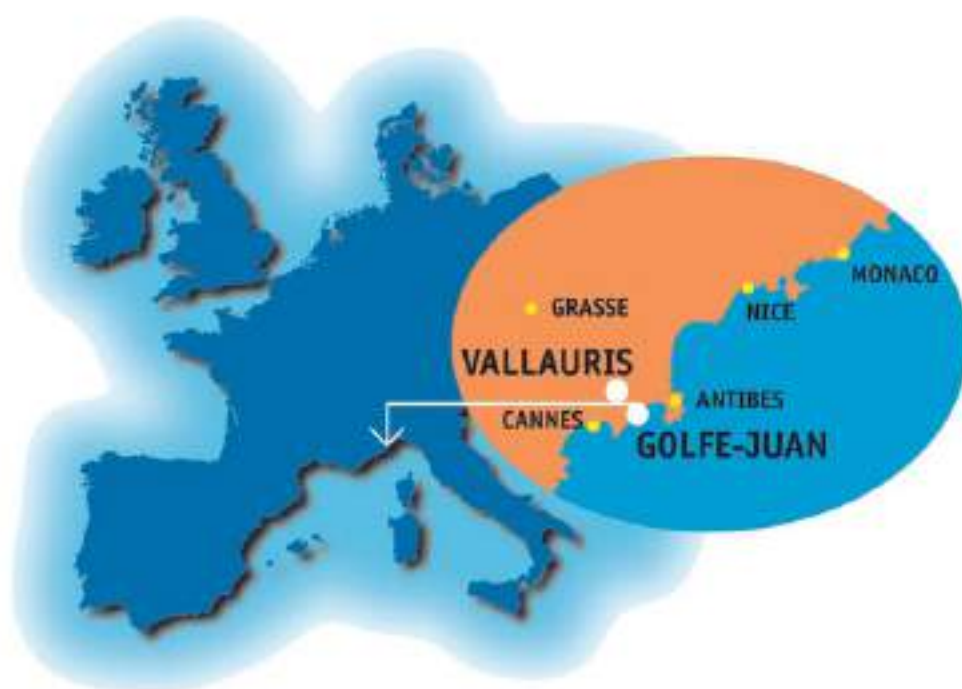 MONACO
NICE
GRASSE
VALLAURIS
ANTIBES
CANNES
GOLFE-JUAN